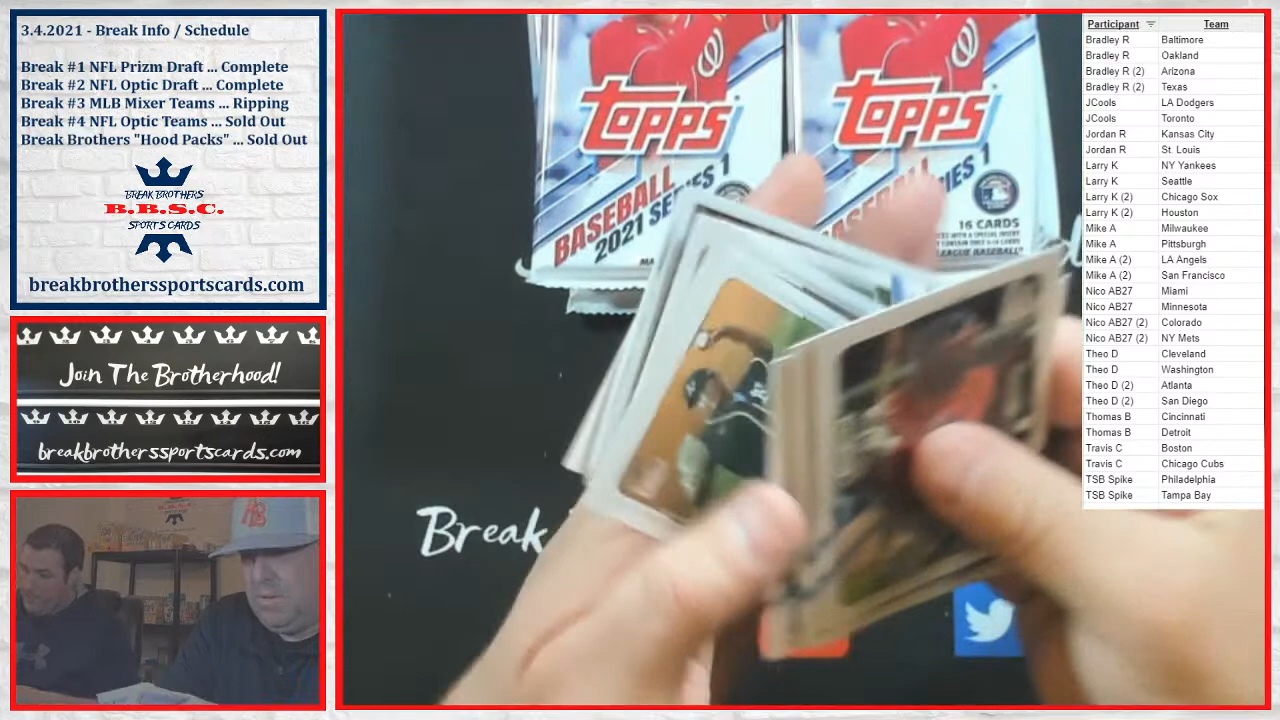 3.4.2021 - Break Info / Schedule
Break #1 NFL Prizm Draft ... Complete
Break #2 NFL Optic Draft ... Complete
Break #3 MLB Mixer Teams ... Ripping
Break #4 NFL Optic Teams ... Sold Out
Break Brothers "Hood Packs" ... Sold Out
BREAK BROTHERS
B.B.S.C.
SPORTS CARDS
breakbrotherssportscards.com
Join The Brotherhood!
breakbrotherssportscards.com
TOPPS
BASEBALL
2021 SERIES 1
TOPPS
SERIES 1
16 CARDS
LEAGUE BASEBALL
Break
Participant Team
Bradley R Baltimore
Bradley R Oakland
Bradley R (2) Arizona
Bradley R (2) Texas
JCools LA Dodgers
JCools Toronto
Jordan R Kansas City
Jordan R St. Louis
Larry K NY Yankees
Larry K Seattle
Larry K (2) Chicago Sox
Larry K (2) Houston
Mike A Milwaukee
Mike A Pittsburgh
Mike A (2) LA Angels
Mike A (2) San Francisco
Nico AB27 Miami
Nico AB27 Minnesota
Nico AB27 (2) Colorado
Nico AB27 (2) NY Mets
Theo D Cleveland
Theo D Washington
Theo D (2) Atlanta
Theo D (2) San Diego
Thomas B Cincinnati
Thomas B Detroit
Travis C Boston
Travis C Chicago Cubs
TSB Spike Philadelphia
TSB Spike Tampa Bay